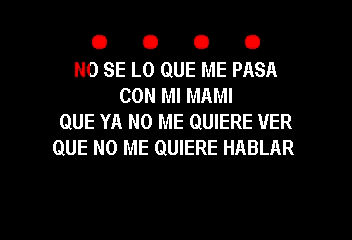 NO SE LO QUE ME PASA
CON MI MAMI
QUE YA NO ME QUIERE VER
QUE NO ME QUIERE HABLAR